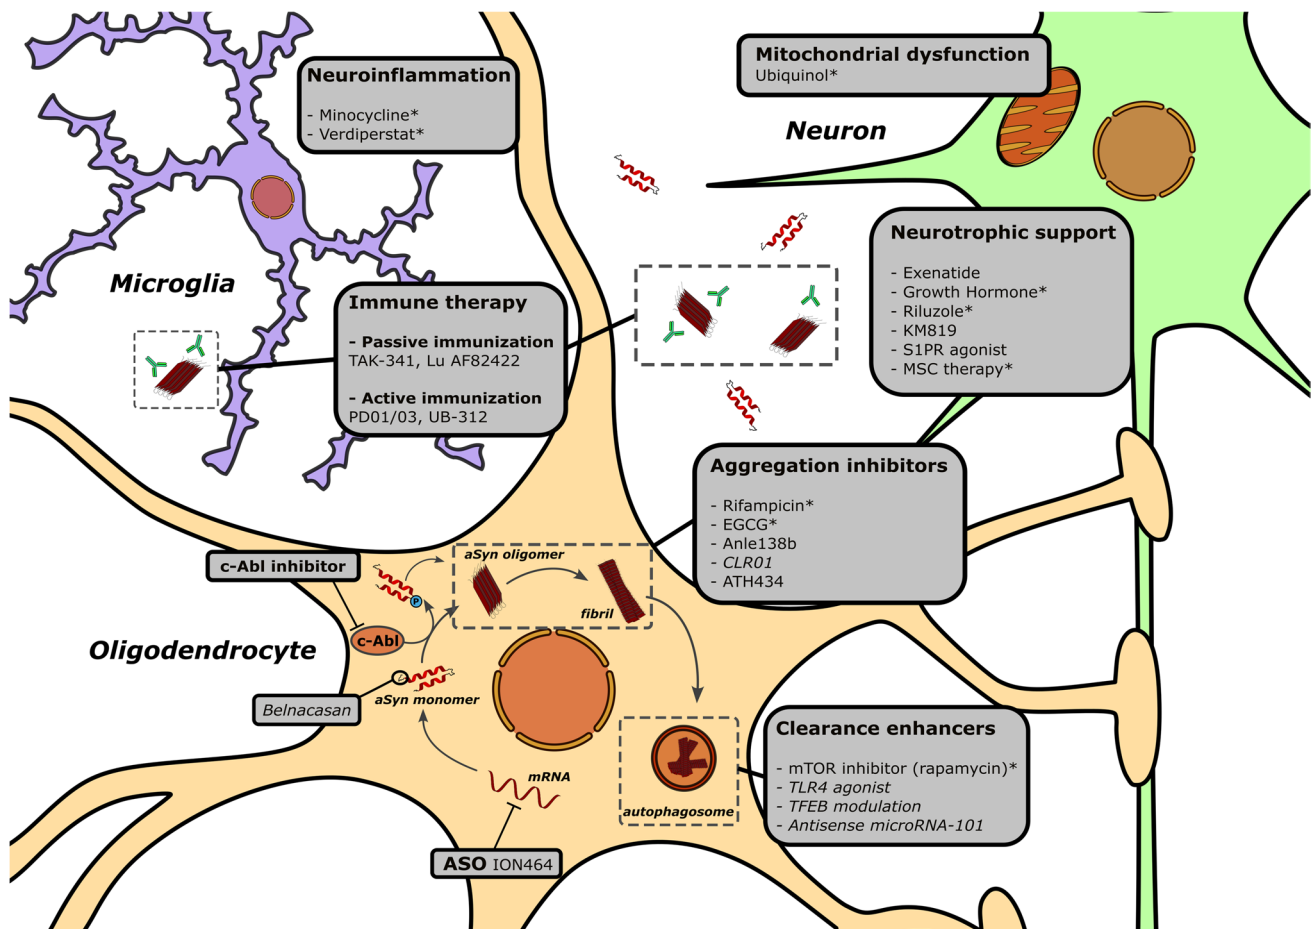 Neuroinflammation
- Minocycline*
- Verdiperstat*
Mitochondrial dysfunction
Ubiquinol*
Neuron
Microglia
Immune therapy
- Passive immunization
TAK-341, Lu AF82422
- Active immunization
PD01/03, UB-312
Neurotrophic support
- Exenatide
- Growth Hormone*
- Riluzole*
- KM819
- S1PR agonist
- MSC therapy*
Aggregation inhibitors
- Rifampicin*
- EGCG*
- Anle138b
- CLR01
- ATH434
c-Abl inhibitor
aSyn oligomer
P
fibril
c-Abl
Oligodendrocyte
Belnacasan
aSyn monomer
mRNA
autophagosome
Clearance enhancers
- mTOR inhibitor (rapamycin)*
- TLR4 agonist
- TFEB modulation
- Antisense microRNA-101
ASO ION464